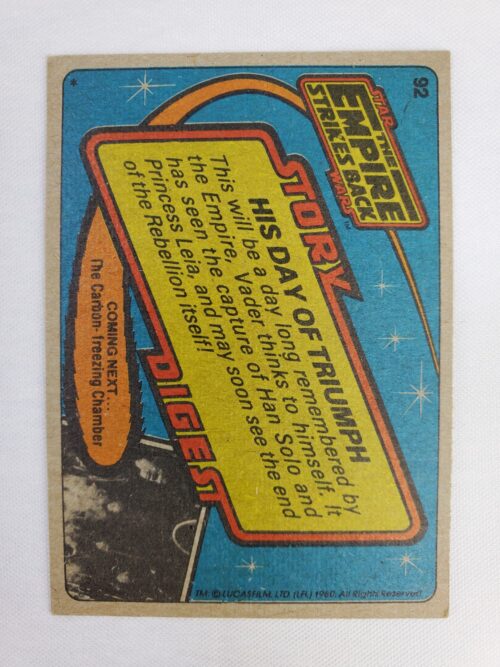 92
STAR
THE
EMPIRE
STRIKES BACK
WARS™
STORY
DIGEST
HIS DAY OF TRIUMPH
This will be a day long remembered by
the Empire, Vader thinks to himself. It
has seen the capture of Han Solo and
Princess Leia, and may soon see the end
of the Rebellion itself!
COMING NEXT...
The Carbon-freezing Chamber
*
TM: © LUCASFILM, LTD. (LFL) 1980. All Rights Reserved.